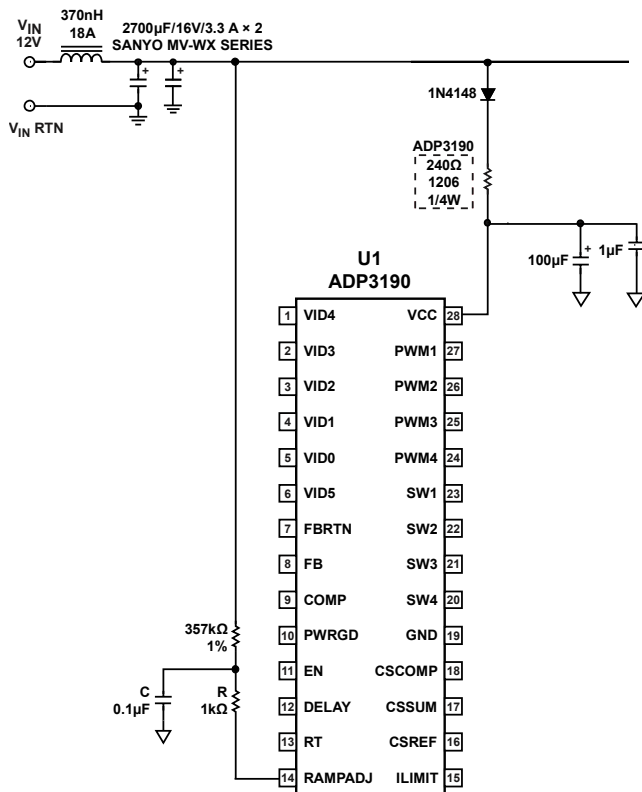 370nH
18A
VIN
12V
2700µF/16V/3.3 A × 2
SANYO MV-WX SERIES
VIN RTN
1N4148
ADP3190
240Ω
1206
1/4W
+
+
+
100µF
1µF
U1
ADP3190
1 VID4 VCC 28
2 VID3 PWM1 27
3 VID2 PWM2 26
4 VID1 PWM3 25
5 VID0 PWM4 24
6 VID5 SW1 23
7 FBRTN SW2 22
8 FB SW3 21
9 COMP SW4 20
10 PWRGD GND 19
11 EN CSCOMP 18
12 DELAY CSSUM 17
13 RT CSREF 16
14 RAMPADJ ILIMIT 15
357kΩ
1%
C
0.1µF
R
1kΩ